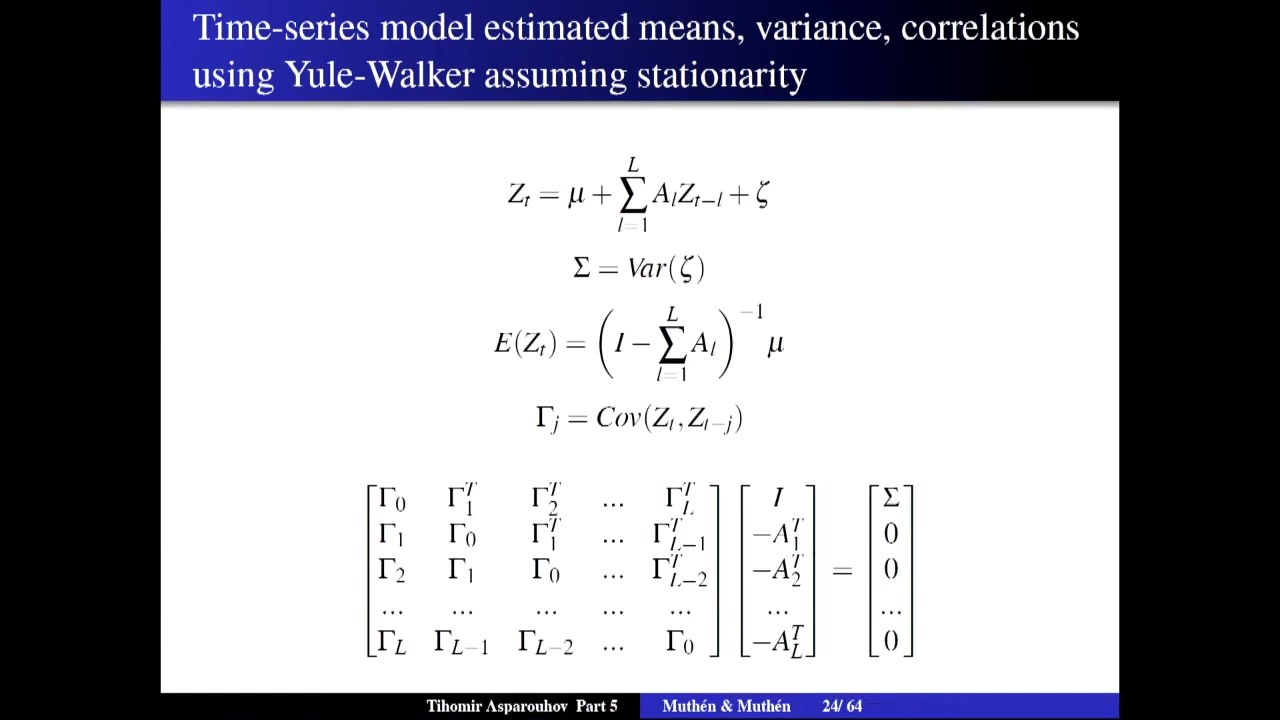 Time-series model estimated means, variance, correlations
using Yule-Walker assuming stationarity
Z_t = μ + ∑_{l=1}^{L} A_l Z_{t−l} + ζ
Σ = Var(ζ)
E(Z_t) = (I − ∑_{l=1}^{L} A_l)^{−1} μ
Γ_j = Cov(Z_t, Z_{t−j})
[Γ_0 Γ_1^T Γ_2^T ... Γ_L^T] [I] [Σ]
[Γ_1 Γ_0 Γ_1^T ... Γ_{L−1}^T] [−A_1^T] [0]
[Γ_2 Γ_1 Γ_0 ... Γ_{L−2}^T] [−A_2^T] = [0]
[... ... ... ... ...] [...] [...]
[Γ_L Γ_{L−1} Γ_{L−2} ... Γ_0] [−A_L^T] [0]
Tihomir Asparouhov Part 5 Muthén & Muthén 24/ 64